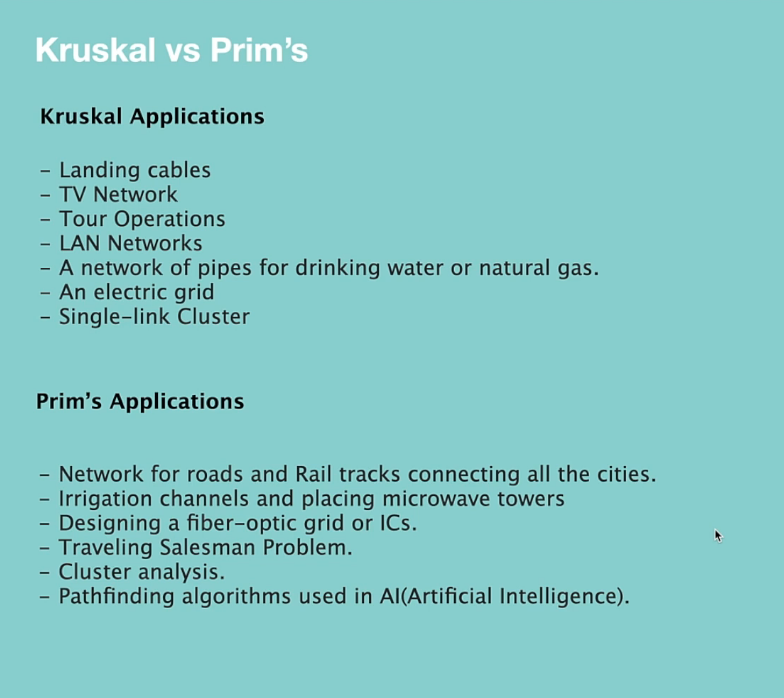 Kruskal vs Prim's
Kruskal Applications
– Landing cables
– TV Network
– Tour Operations
– LAN Networks
– A network of pipes for drinking water or natural gas.
– An electric grid
– Single-link Cluster
Prim's Applications
– Network for roads and Rail tracks connecting all the cities.
– Irrigation channels and placing microwave towers
– Designing a fiber-optic grid or ICs.
– Traveling Salesman Problem.
– Cluster analysis.
– Pathfinding algorithms used in AI(Artificial Intelligence).